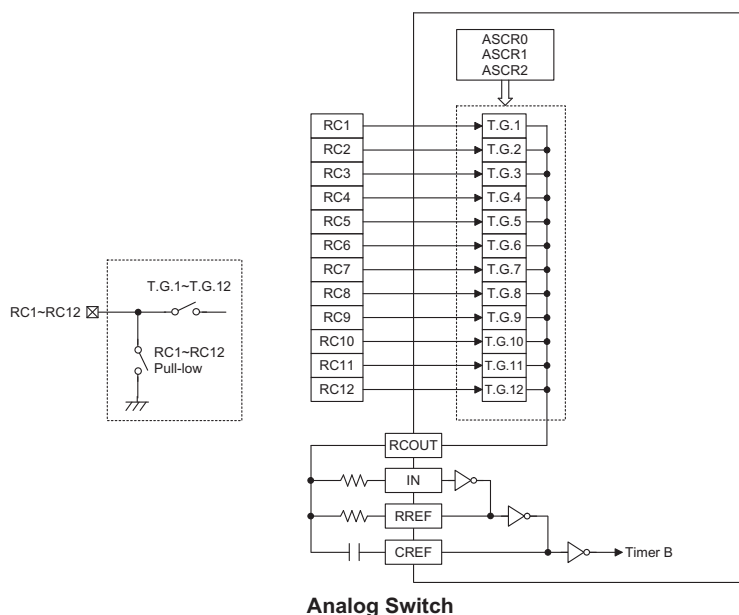 ASCR0
ASCR1
ASCR2
RC1
T.G.1
RC2
T.G.2
RC3
T.G.3
RC4
T.G.4
RC5
T.G.5
RC6
T.G.6
RC7
T.G.7
RC8
T.G.8
RC9
T.G.9
RC10
T.G.10
RC11
T.G.11
RC12
T.G.12
T.G.1~T.G.12
RC1~RC12
RC1~RC12
Pull-low
RCOUT
IN
RREF
CREF
Timer B
Analog Switch